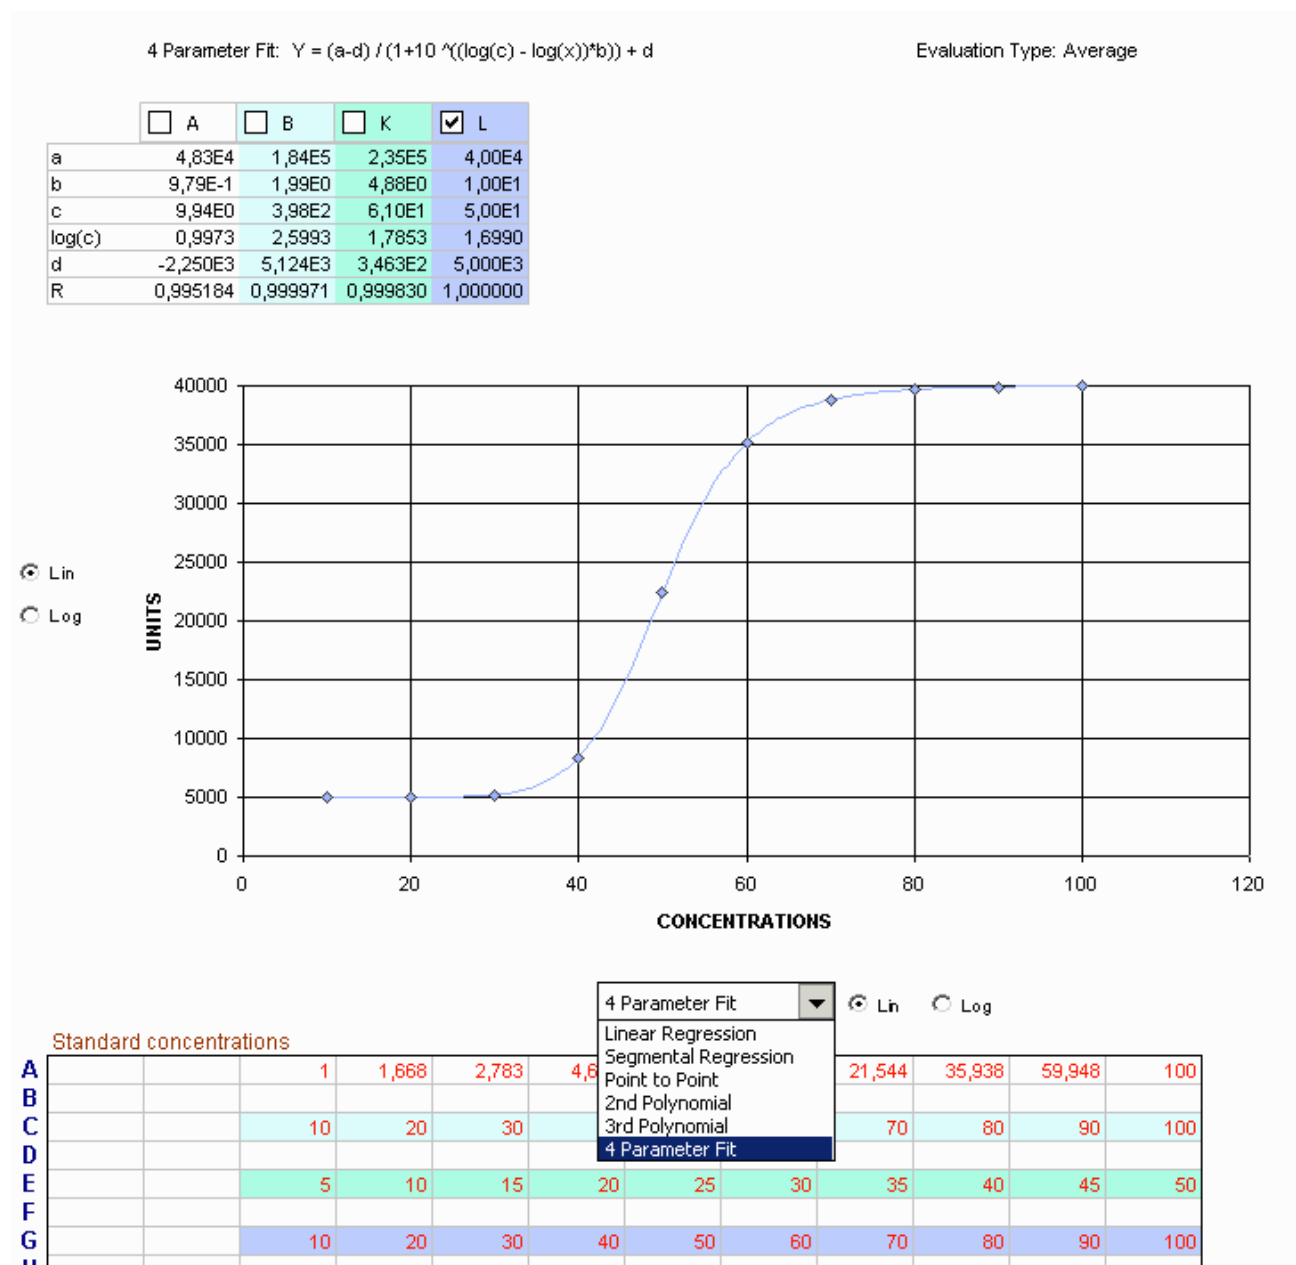 4 Parameter Fit: Y = (a-d) / (1+10 ^((log(c) - log(x))*b)) + d Evaluation Type: Average
A B K L
a 4,83E4 1,84E5 2,35E5 4,00E4
b 9,79E-1 1,99E0 4,88E0 1,00E1
c 9,94E0 3,98E2 6,10E1 5,00E1
log(c) 0,9973 2,5993 1,7853 1,6990
d -2,250E3 5,124E3 3,463E2 5,000E3
R 0,995184 0,999971 0,999830 1,000000
40000
35000
30000
25000
20000
15000
10000
5000
0
Lin
Log
UNITS
0 20 40 60 80 100 120
CONCENTRATIONS
4 Parameter Fit Lin Log
Linear Regression
Segmental Regression
Point to Point
2nd Polynomial
3rd Polynomial
4 Parameter Fit
Standard concentrations
A 1 1,668 2,783 4,6 21,544 35,938 59,948 100
B
C 10 20 30 70 80 90 100
D
E 5 10 15 20 25 30 35 40 45 50
F
G 10 20 30 40 50 60 70 80 90 100